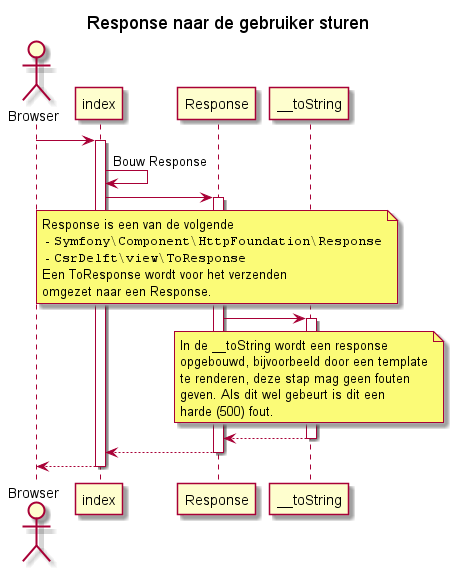 Response naar de gebruiker sturen
Browser
index
Response
__toString
Bouw Response
Response is een van de volgende
- Symfony\Component\HttpFoundation\Response
- CsrDelft\view\ToResponse
Een ToResponse wordt voor het verzenden
omgezet naar een Response.
In de __toString wordt een response
opgebouwd, bijvoorbeeld door een template
te renderen, deze stap mag geen fouten
geven. Als dit wel gebeurt is dit een
harde (500) fout.
Browser
index
Response
__toString